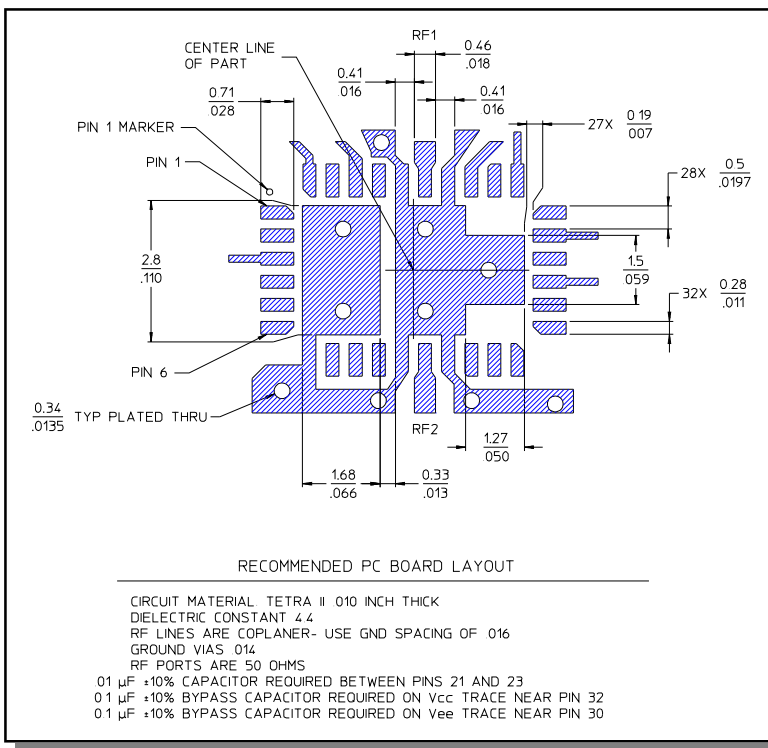 RF1
0.46
.018
CENTER LINE
OF PART
0.41
.016
0.41
.016
0.71
.028
27X 0.19
.007
PIN 1 MARKER
PIN 1
28X 0.5
.0197
2.8
.110
1.5
.059
32X 0.28
.011
PIN 6
0.34
.0135
TYP PLATED THRU
RF2
1.27
.050
1.68
.066
0.33
.013
RECOMMENDED PC BOARD LAYOUT
CIRCUIT MATERIAL. TETRA II .010 INCH THICK
DIELECTRIC CONSTANT 4.4
RF LINES ARE COPLANER- USE GND SPACING OF .016
GROUND VIAS .014
RF PORTS ARE 50 OHMS
.01 µF ±10% CAPACITOR REQUIRED BETWEEN PINS 21 AND 23
0.1 µF ±10% BYPASS CAPACITOR REQUIRED ON Vcc TRACE NEAR PIN 32
0.1 µF ±10% BYPASS CAPACITOR REQUIRED ON Vee TRACE NEAR PIN 30